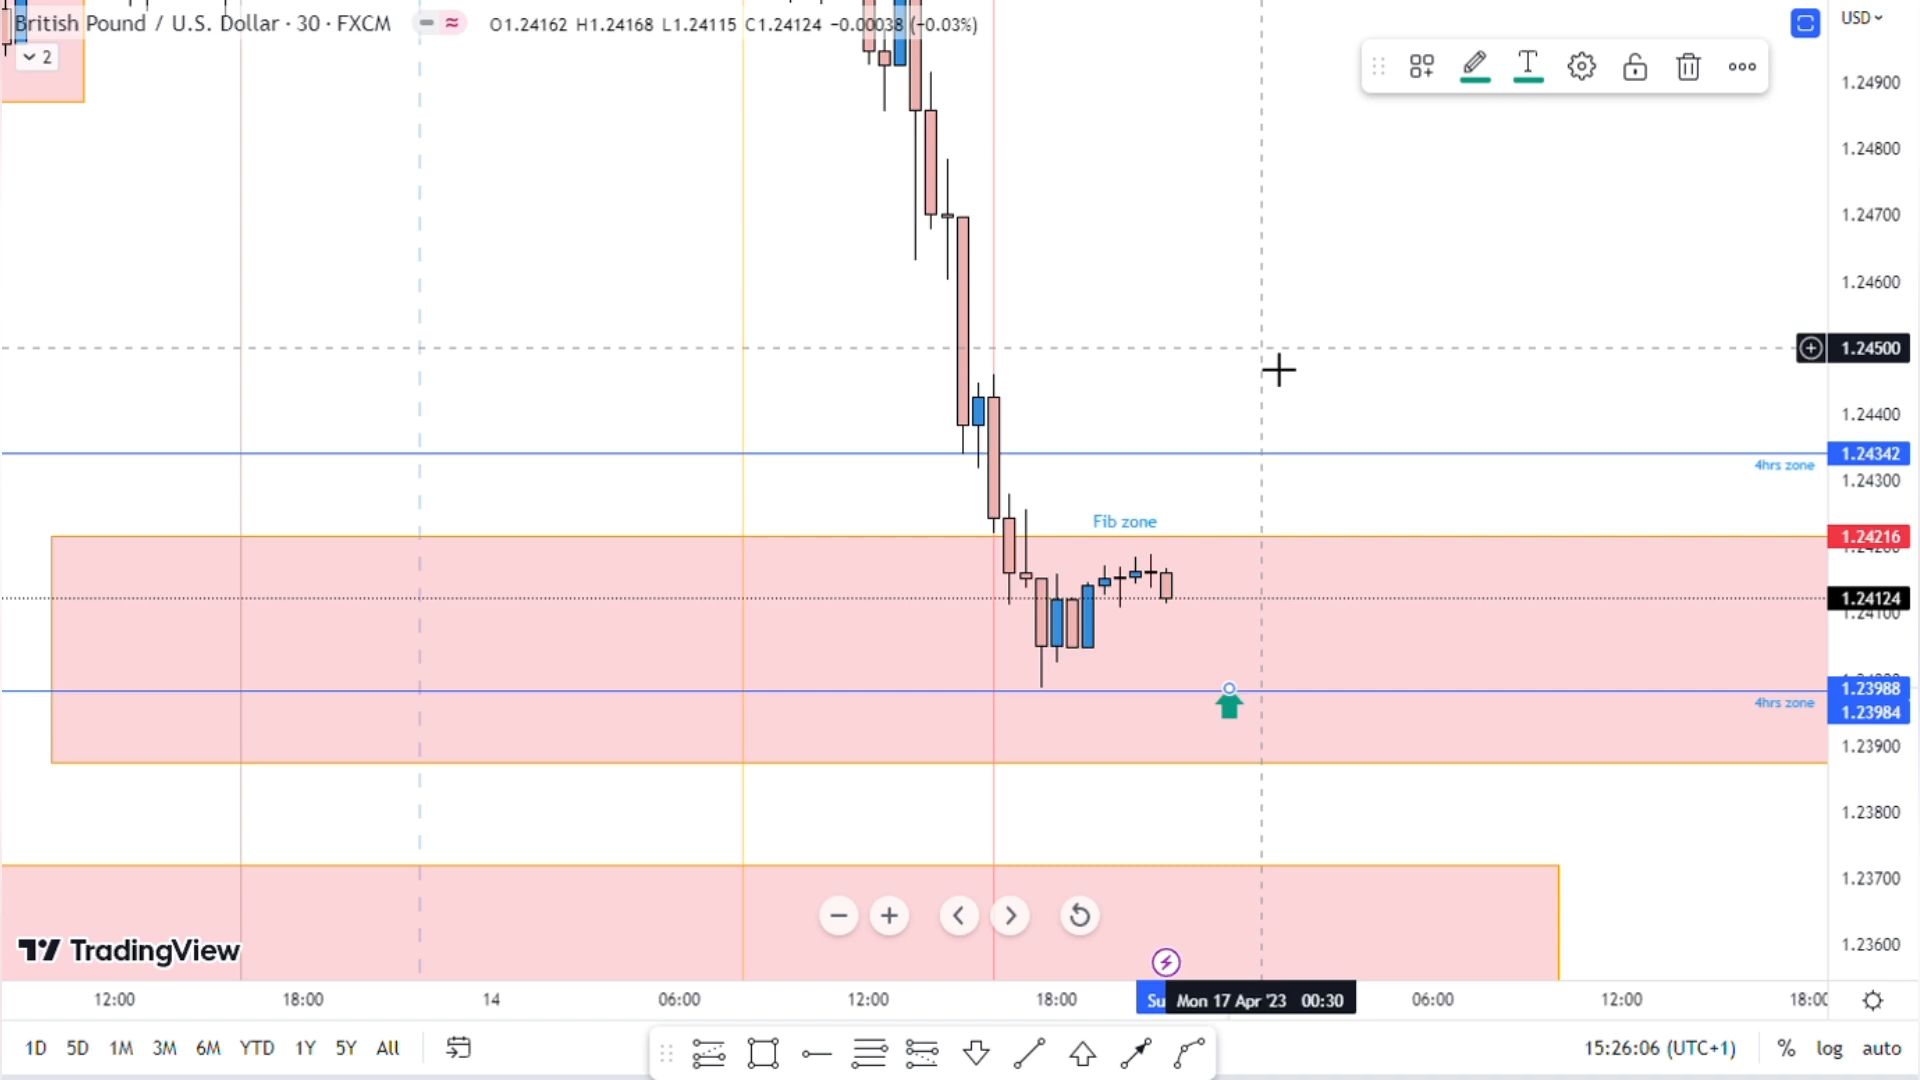 British Pound / U.S. Dollar · 30 · FXCM
O1.24162 H1.24168 L1.24115 C1.24124 −0.00038 (−0.03%)
USD
2
T
1.24900
1.24800
1.24700
1.24600
1.24500
1.24400
1.24342
4hrs zone
1.24300
Fib zone
1.24216
1.24124
1.24100
1.23988
4hrs zone
1.23984
1.23900
1.23800
1.23700
TradingView
1.23600
12:00
18:00
14
06:00
12:00
18:00
Su
Mon 17 Apr '23 00:30
06:00
12:00
18:00
1D 5D 1M 3M 6M YTD 1Y 5Y All
15:26:06 (UTC+1)
% log auto